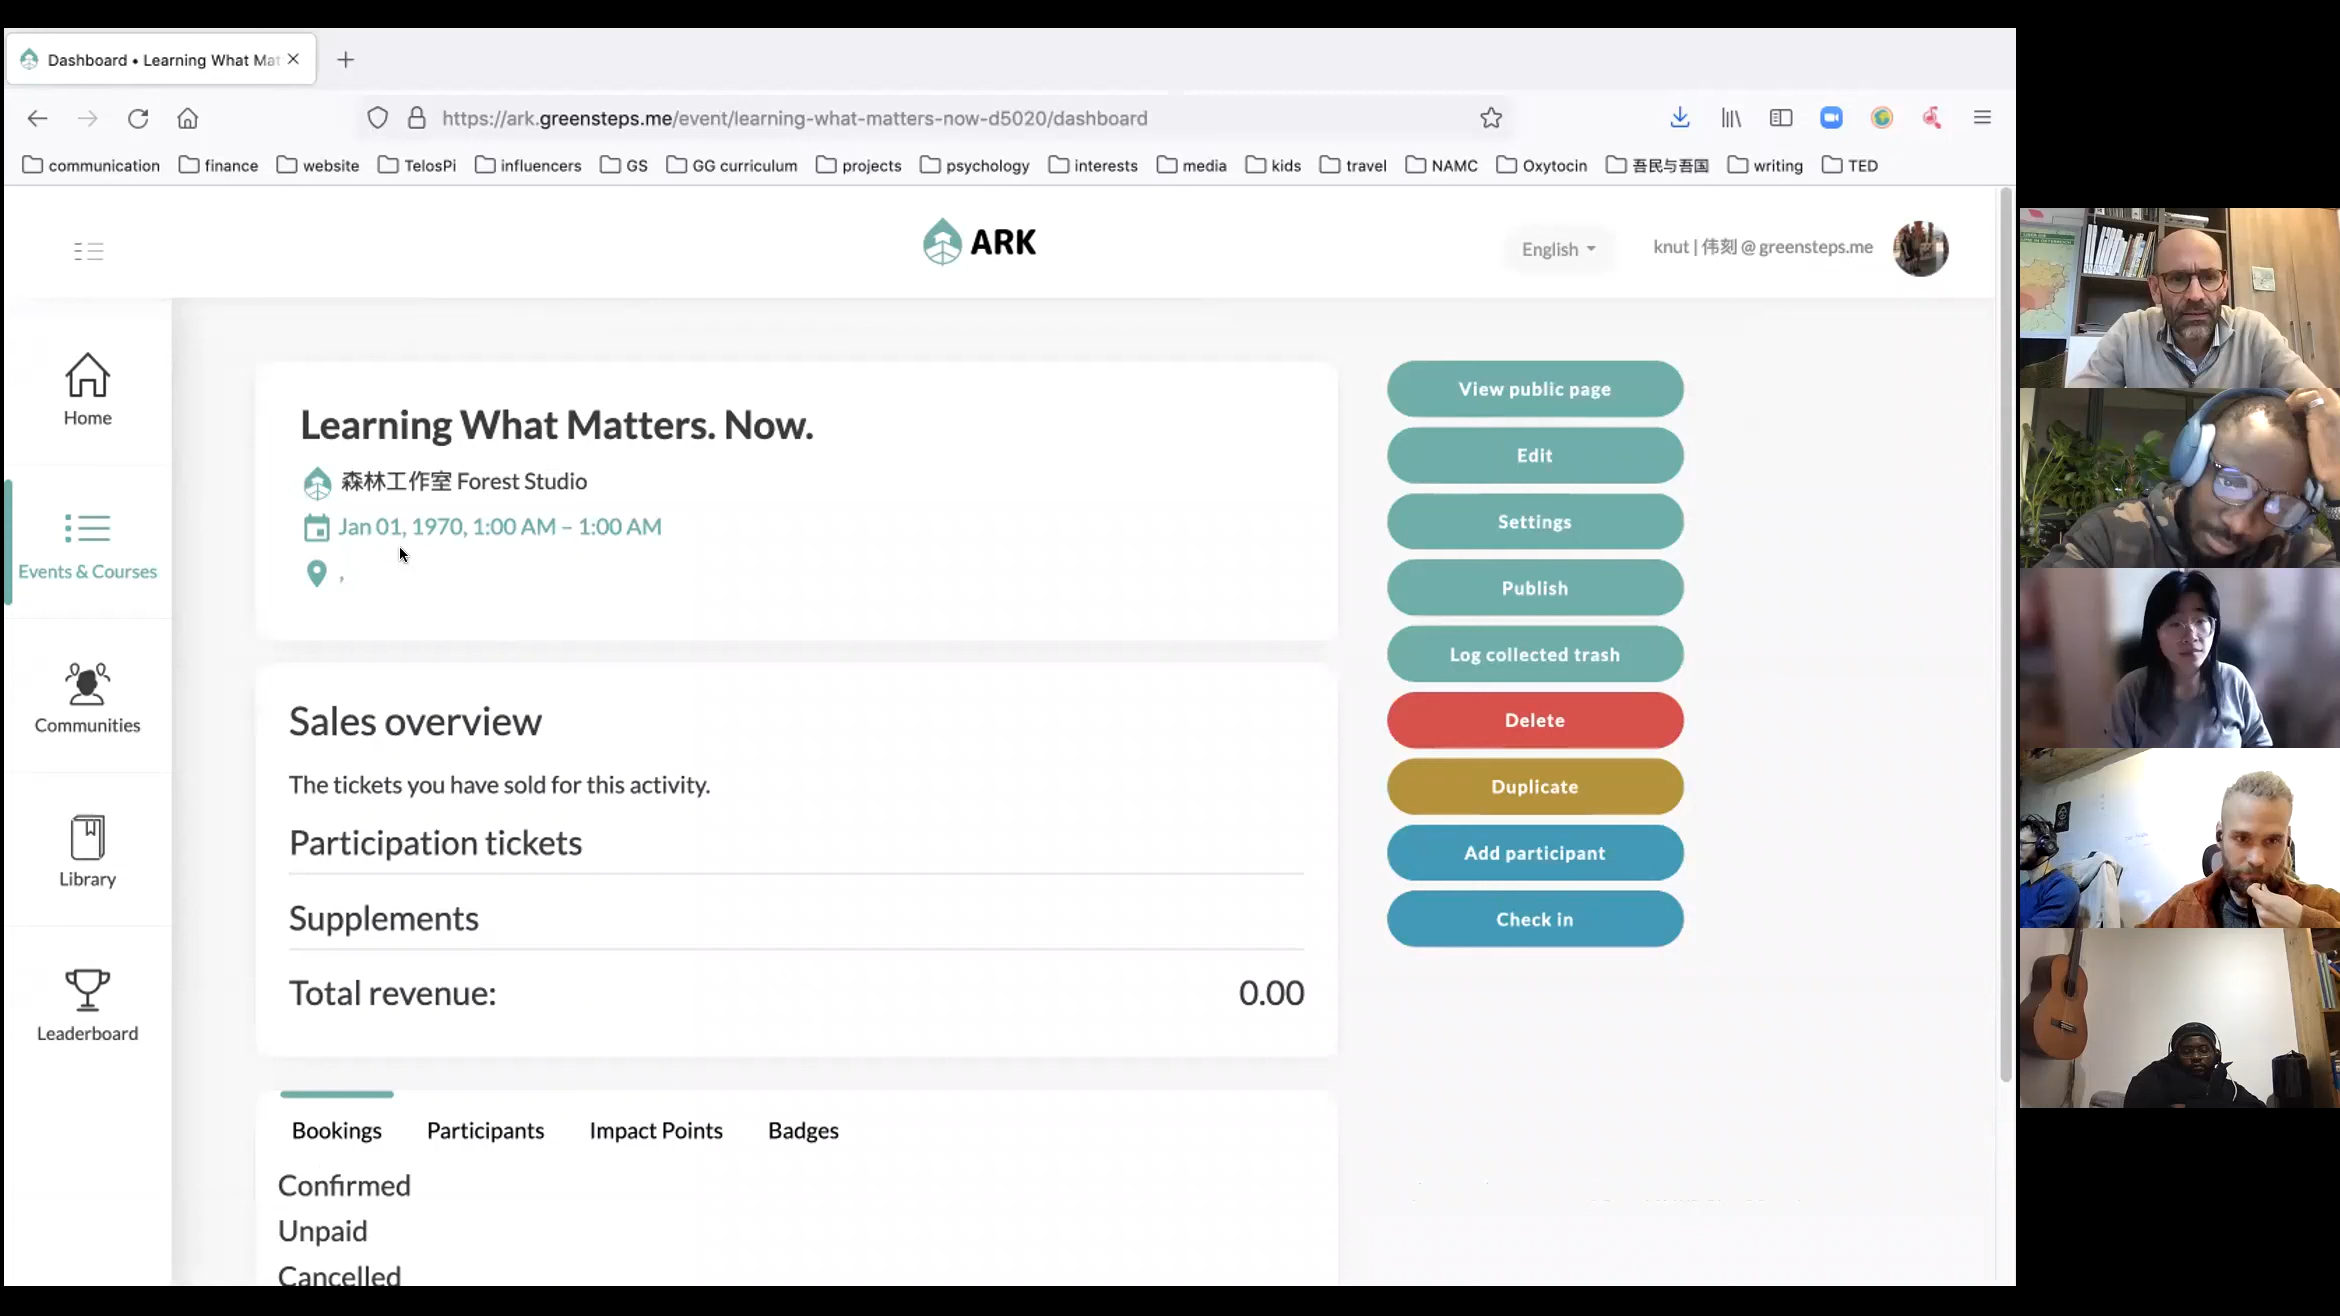 Dashboard • Learning What Mat
https://ark.greensteps.me/event/learning-what-matters-now-d5020/dashboard
communication finance website TelosPi influencers GS GG curriculum projects psychology interests media kids travel NAMC Oxytocin 吾民与吾国 writing TED
ARK
English
knut | 伟刻 @ greensteps.me
Home
Events & Courses
Communities
Library
Leaderboard
Learning What Matters. Now.
森林工作室 Forest Studio
Jan 01, 1970, 1:00 AM – 1:00 AM
,
Sales overview
The tickets you have sold for this activity.
Participation tickets
Supplements
Total revenue: 0.00
Bookings Participants Impact Points Badges
Confirmed
Unpaid
Cancelled
View public page
Edit
Settings
Publish
Log collected trash
Delete
Duplicate
Add participant
Check in